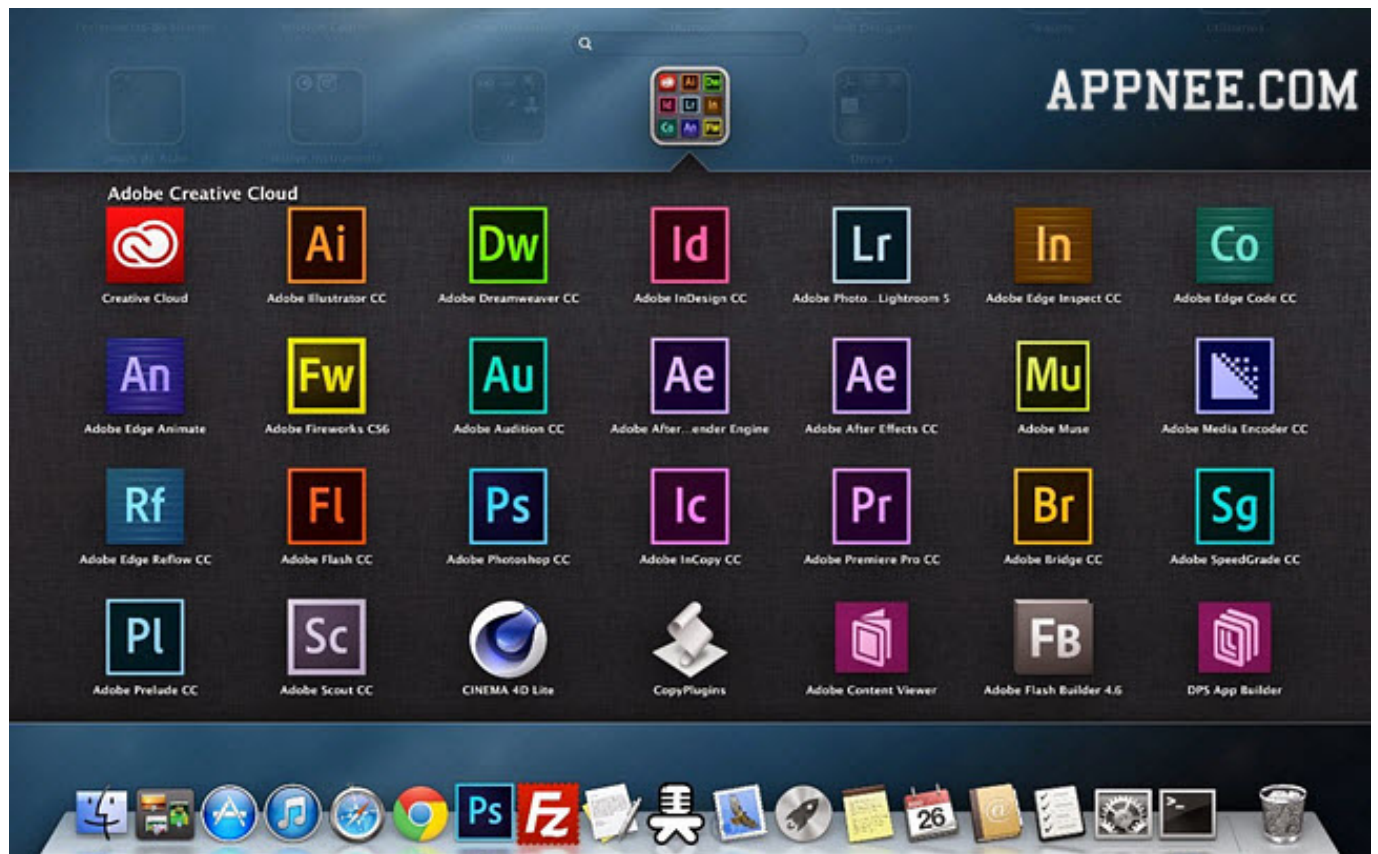 APPNEE.COM
Adobe Creative Cloud
Ai Dw Id Lr In Co
Creative Cloud Adobe Illustrator CC Adobe Dreamweaver CC Adobe InDesign CC Adobe Photo...Lightroom 5 Adobe Edge Inspect CC Adobe Edge Code CC
An Fw Au Ae Ae Mu
Adobe Edge Animate Adobe Fireworks CS6 Adobe Audition CC Adobe After...ender Engine Adobe After Effects CC Adobe Muse Adobe Media Encoder CC
Rf Fl Ps Ic Pr Br Sg
Adobe Edge Reflow CC Adobe Flash CC Adobe Photoshop CC Adobe InCopy CC Adobe Premiere Pro CC Adobe Bridge CC Adobe SpeedGrade CC
Pl Sc FB
Adobe Prelude CC Adobe Scout CC CINEMA 4D Lite CopyPlugins Adobe Content Viewer Adobe Flash Builder 4.6 DPS App Builder
Ps Fz 26